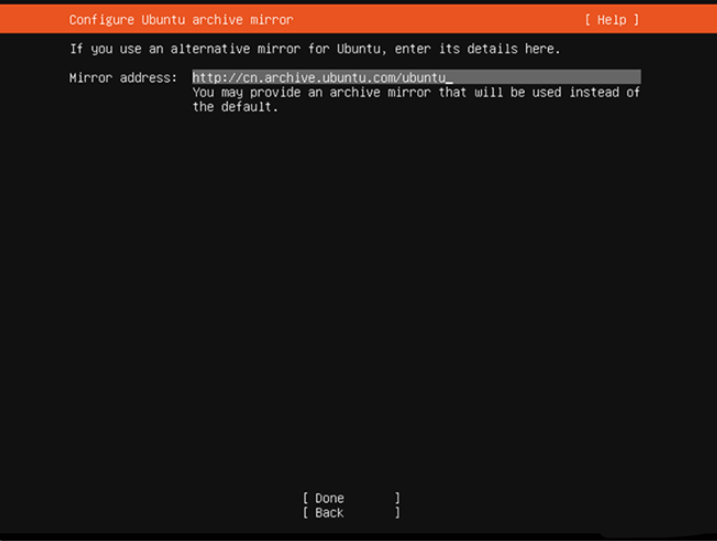 Configure Ubuntu archive mirror [ Help ]
If you use an alternative mirror for Ubuntu, enter its details here.
Mirror address: http://cn.archive.ubuntu.com/ubuntu_
You may provide an archive mirror that will be used instead of
the default.
[ Done ]
[ Back ]